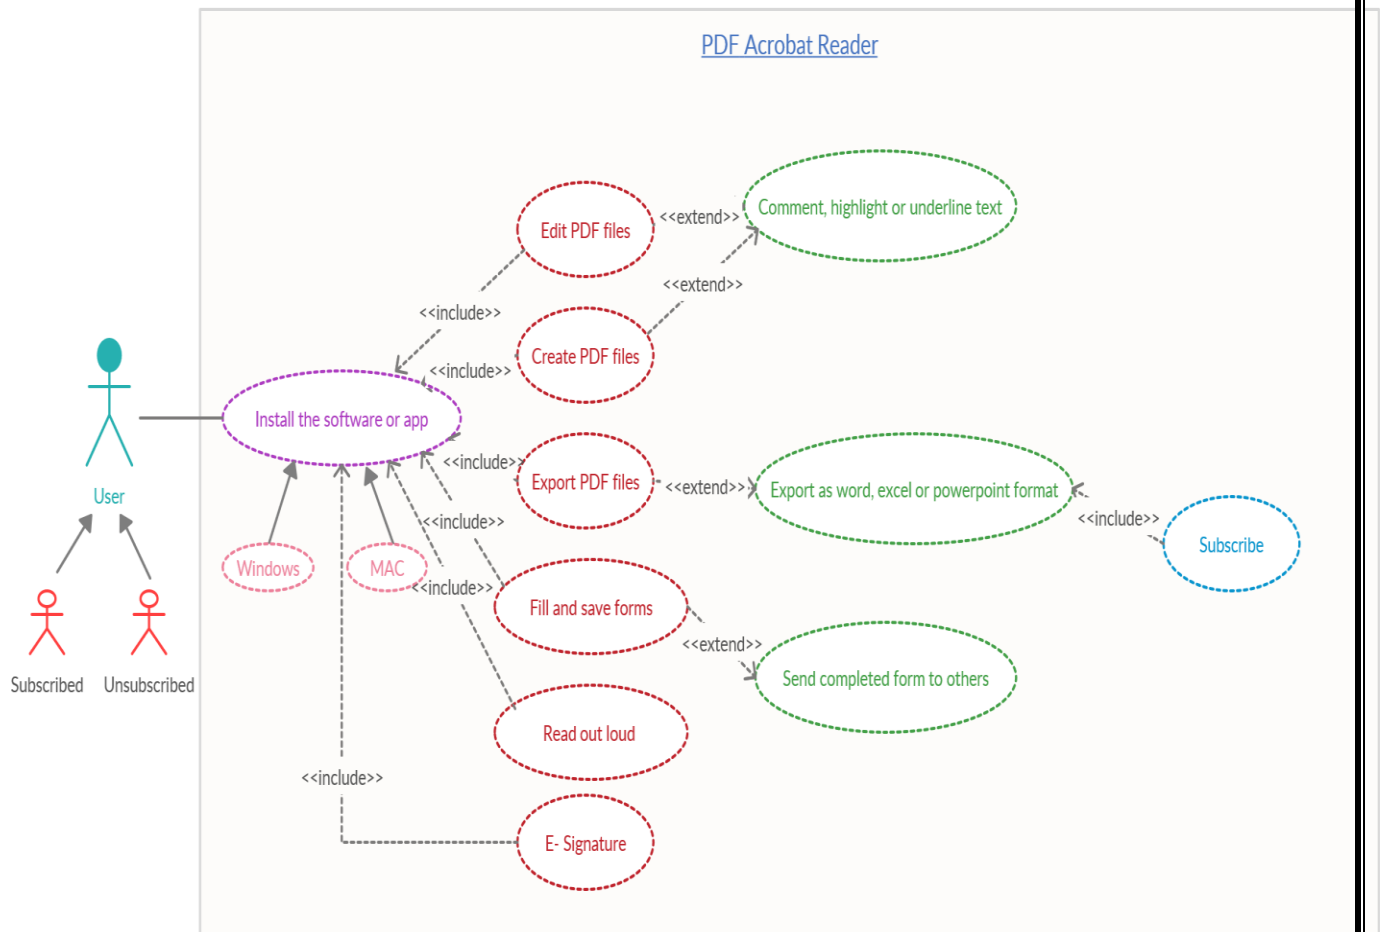 PDF Acrobat Reader
Comment, highlight or underline text
<<extend>>
Edit PDF files
<<extend>>
<<include>>
Create PDF files
<<include>>
Install the software or app
<<include>>
Export PDF files
<<extend>>
Export as word, excel or powerpoint format
User
<<include>>
<<include>>
Subscribe
Windows
MAC
<<include>>
Fill and save forms
<<extend>>
Send completed form to others
Subscribed
Unsubscribed
Read out loud
<<include>>
E- Signature